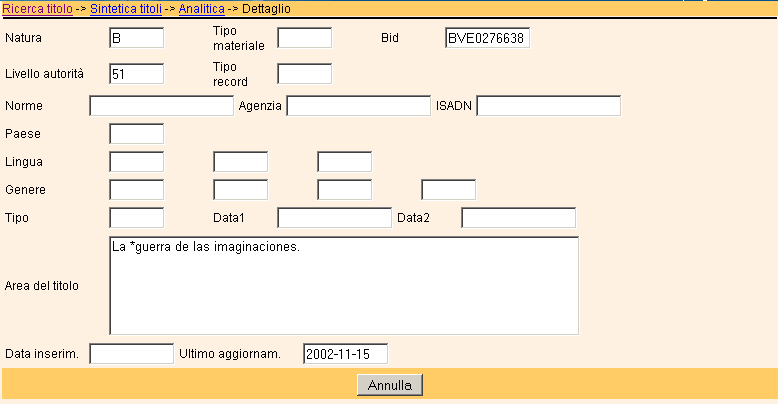 Ricerca titolo -> Sintetica titoli -> Analitica -> Dettaglio
Natura B Tipo materiale Bid BVE0276638
Livello autorità 51 Tipo record
Norme Agenzia ISADN
Paese
Lingua
Genere
Tipo Data1 Data2
Area del titolo La *guerra de las imaginaciones.
Data inserim. Ultimo aggiornam. 2002-11-15
Annulla